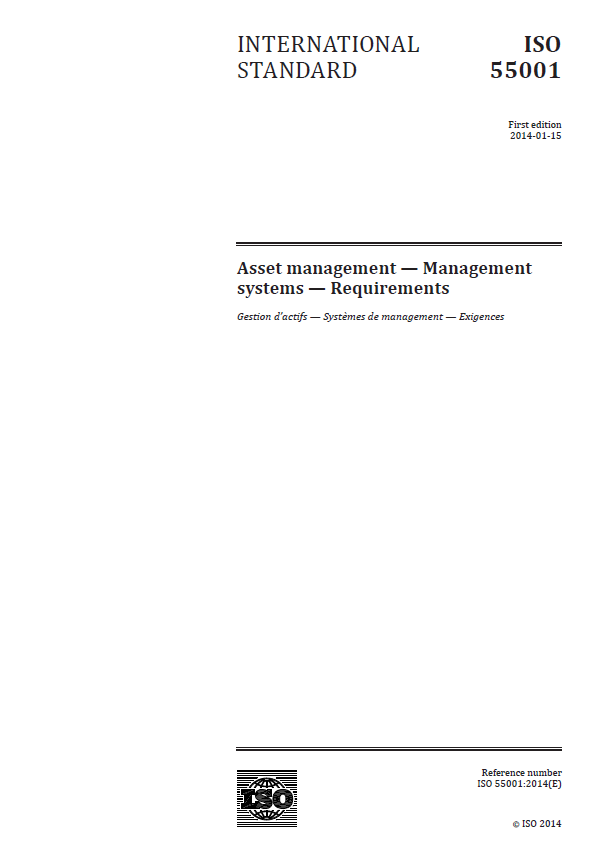 INTERNATIONAL
STANDARD
ISO
55001
First edition
2014-01-15
Asset management — Management
systems — Requirements
Gestion d'actifs — Systèmes de management — Exigences
ISO
Reference number
ISO 55001:2014(E)
© ISO 2014